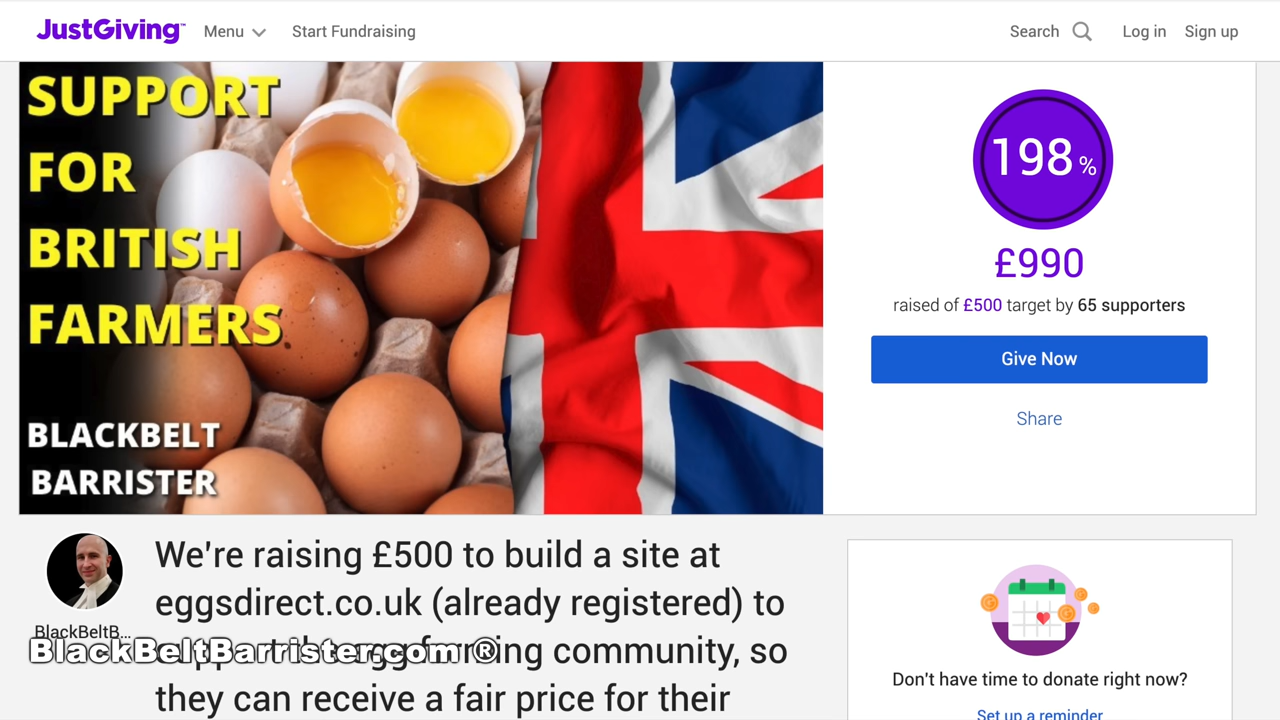 JustGiving™ Menu Start Fundraising Search Log in Sign up
SUPPORT
FOR
BRITISH
FARMERS
BLACKBELT
BARRISTER
198 %
£990
raised of £500 target by 65 supporters
Give Now
Share
BlackBeltB...
We're raising £500 to build a site at
eggsdirect.co.uk (already registered) to
community, so
they can receive a fair price for their
BlackBeltBarrister.com ®
Don't have time to donate right now?
Set up a reminder